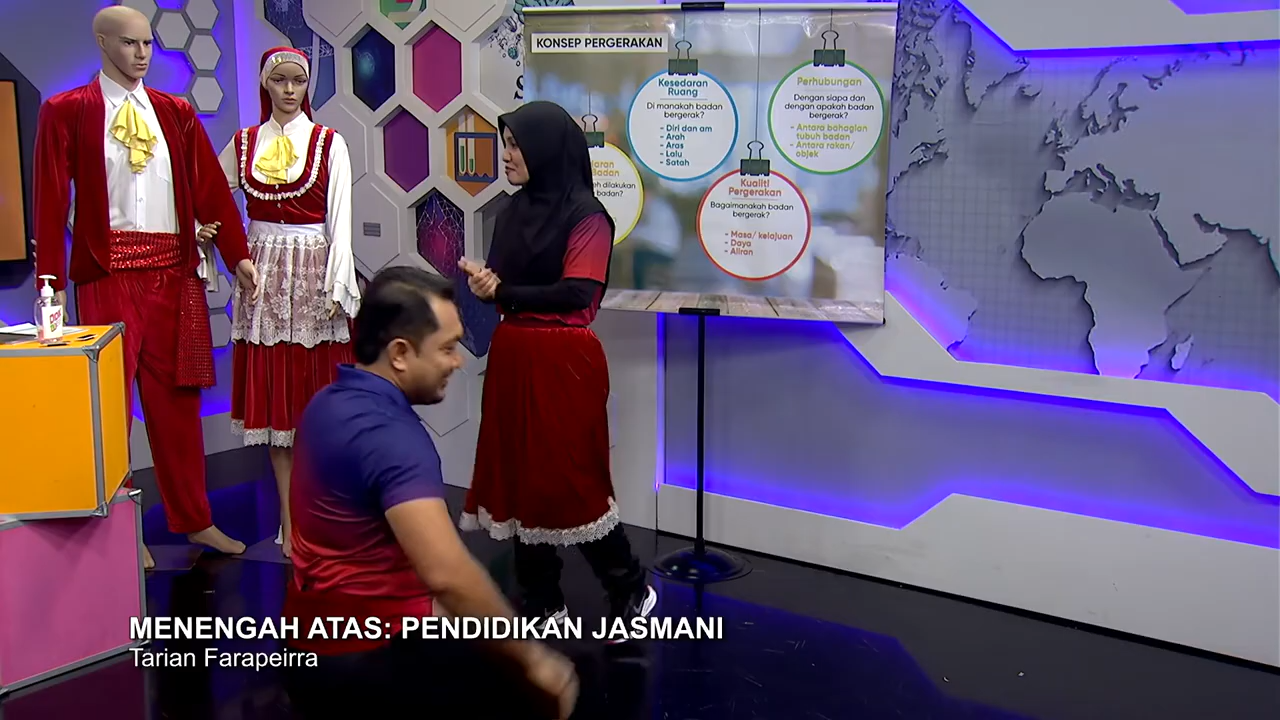 KONSEP PERGERAKAN
Kesedaran
Ruang
Di manakah badan
bergerak?
- Diri dan am
- Arah
- Aras
- Lalu
- Satah
Perhubungan
Dengan siapa dan
dengan apakah badan
bergerak?
- Antara bahagian
tubuh badan
- Antara rakan/
objek
dilakukan
badan?
Kualiti
Pergerakan
Bagaimanakah badan
bergerak?
- Masa/ kelajuan
- Daya
- Aliran
MENENGAH ATAS: PENDIDIKAN JASMANI
Tarian Farapeirra